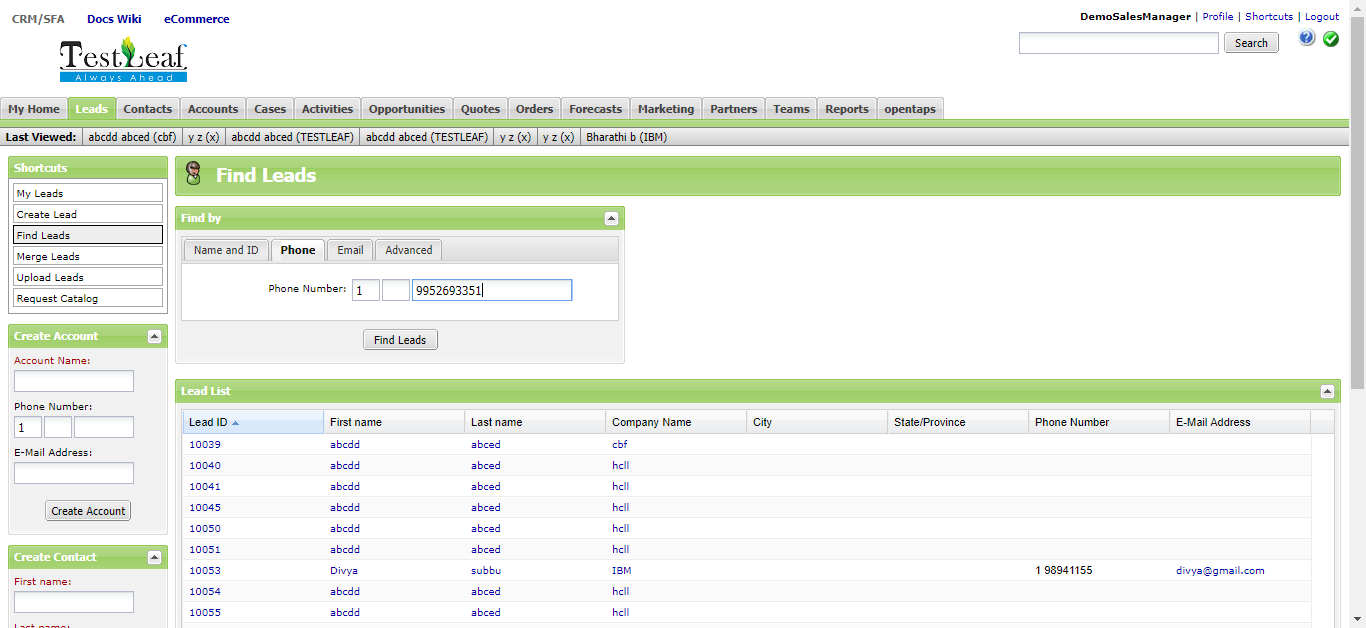 CRM/SFA Docs Wiki eCommerce
DemoSalesManager | Profile | Shortcuts | Logout
TestLeaf
Always Ahead
Search
?
My Home Leads Contacts Accounts Cases Activities Opportunities Quotes Orders Forecasts Marketing Partners Teams Reports opentaps
Last Viewed: abcdd abced (cbf) y z (x) abcdd abced (TESTLEAF) abcdd abced (TESTLEAF) y z (x) y z (x) Bharathi b (IBM)
Shortcuts
My Leads
Create Lead
Find Leads
Merge Leads
Upload Leads
Request Catalog
Create Account
Account Name:
Phone Number:
1
E-Mail Address:
Create Account
Create Contact
First name:
Last name:
Find Leads
Find by
Name and ID Phone Email Advanced
Phone Number: 1 9952693351
Find Leads
Lead List
Lead ID First name Last name Company Name City State/Province Phone Number E-Mail Address
10039 abcdd abced cbf
10040 abcdd abced hcll
10041 abcdd abced hcll
10045 abcdd abced hcll
10050 abcdd abced hcll
10051 abcdd abced hcll
10053 Divya subbu IBM 1 98941155 divya@gmail.com
10054 abcdd abced hcll
10055 abcdd abced hcll